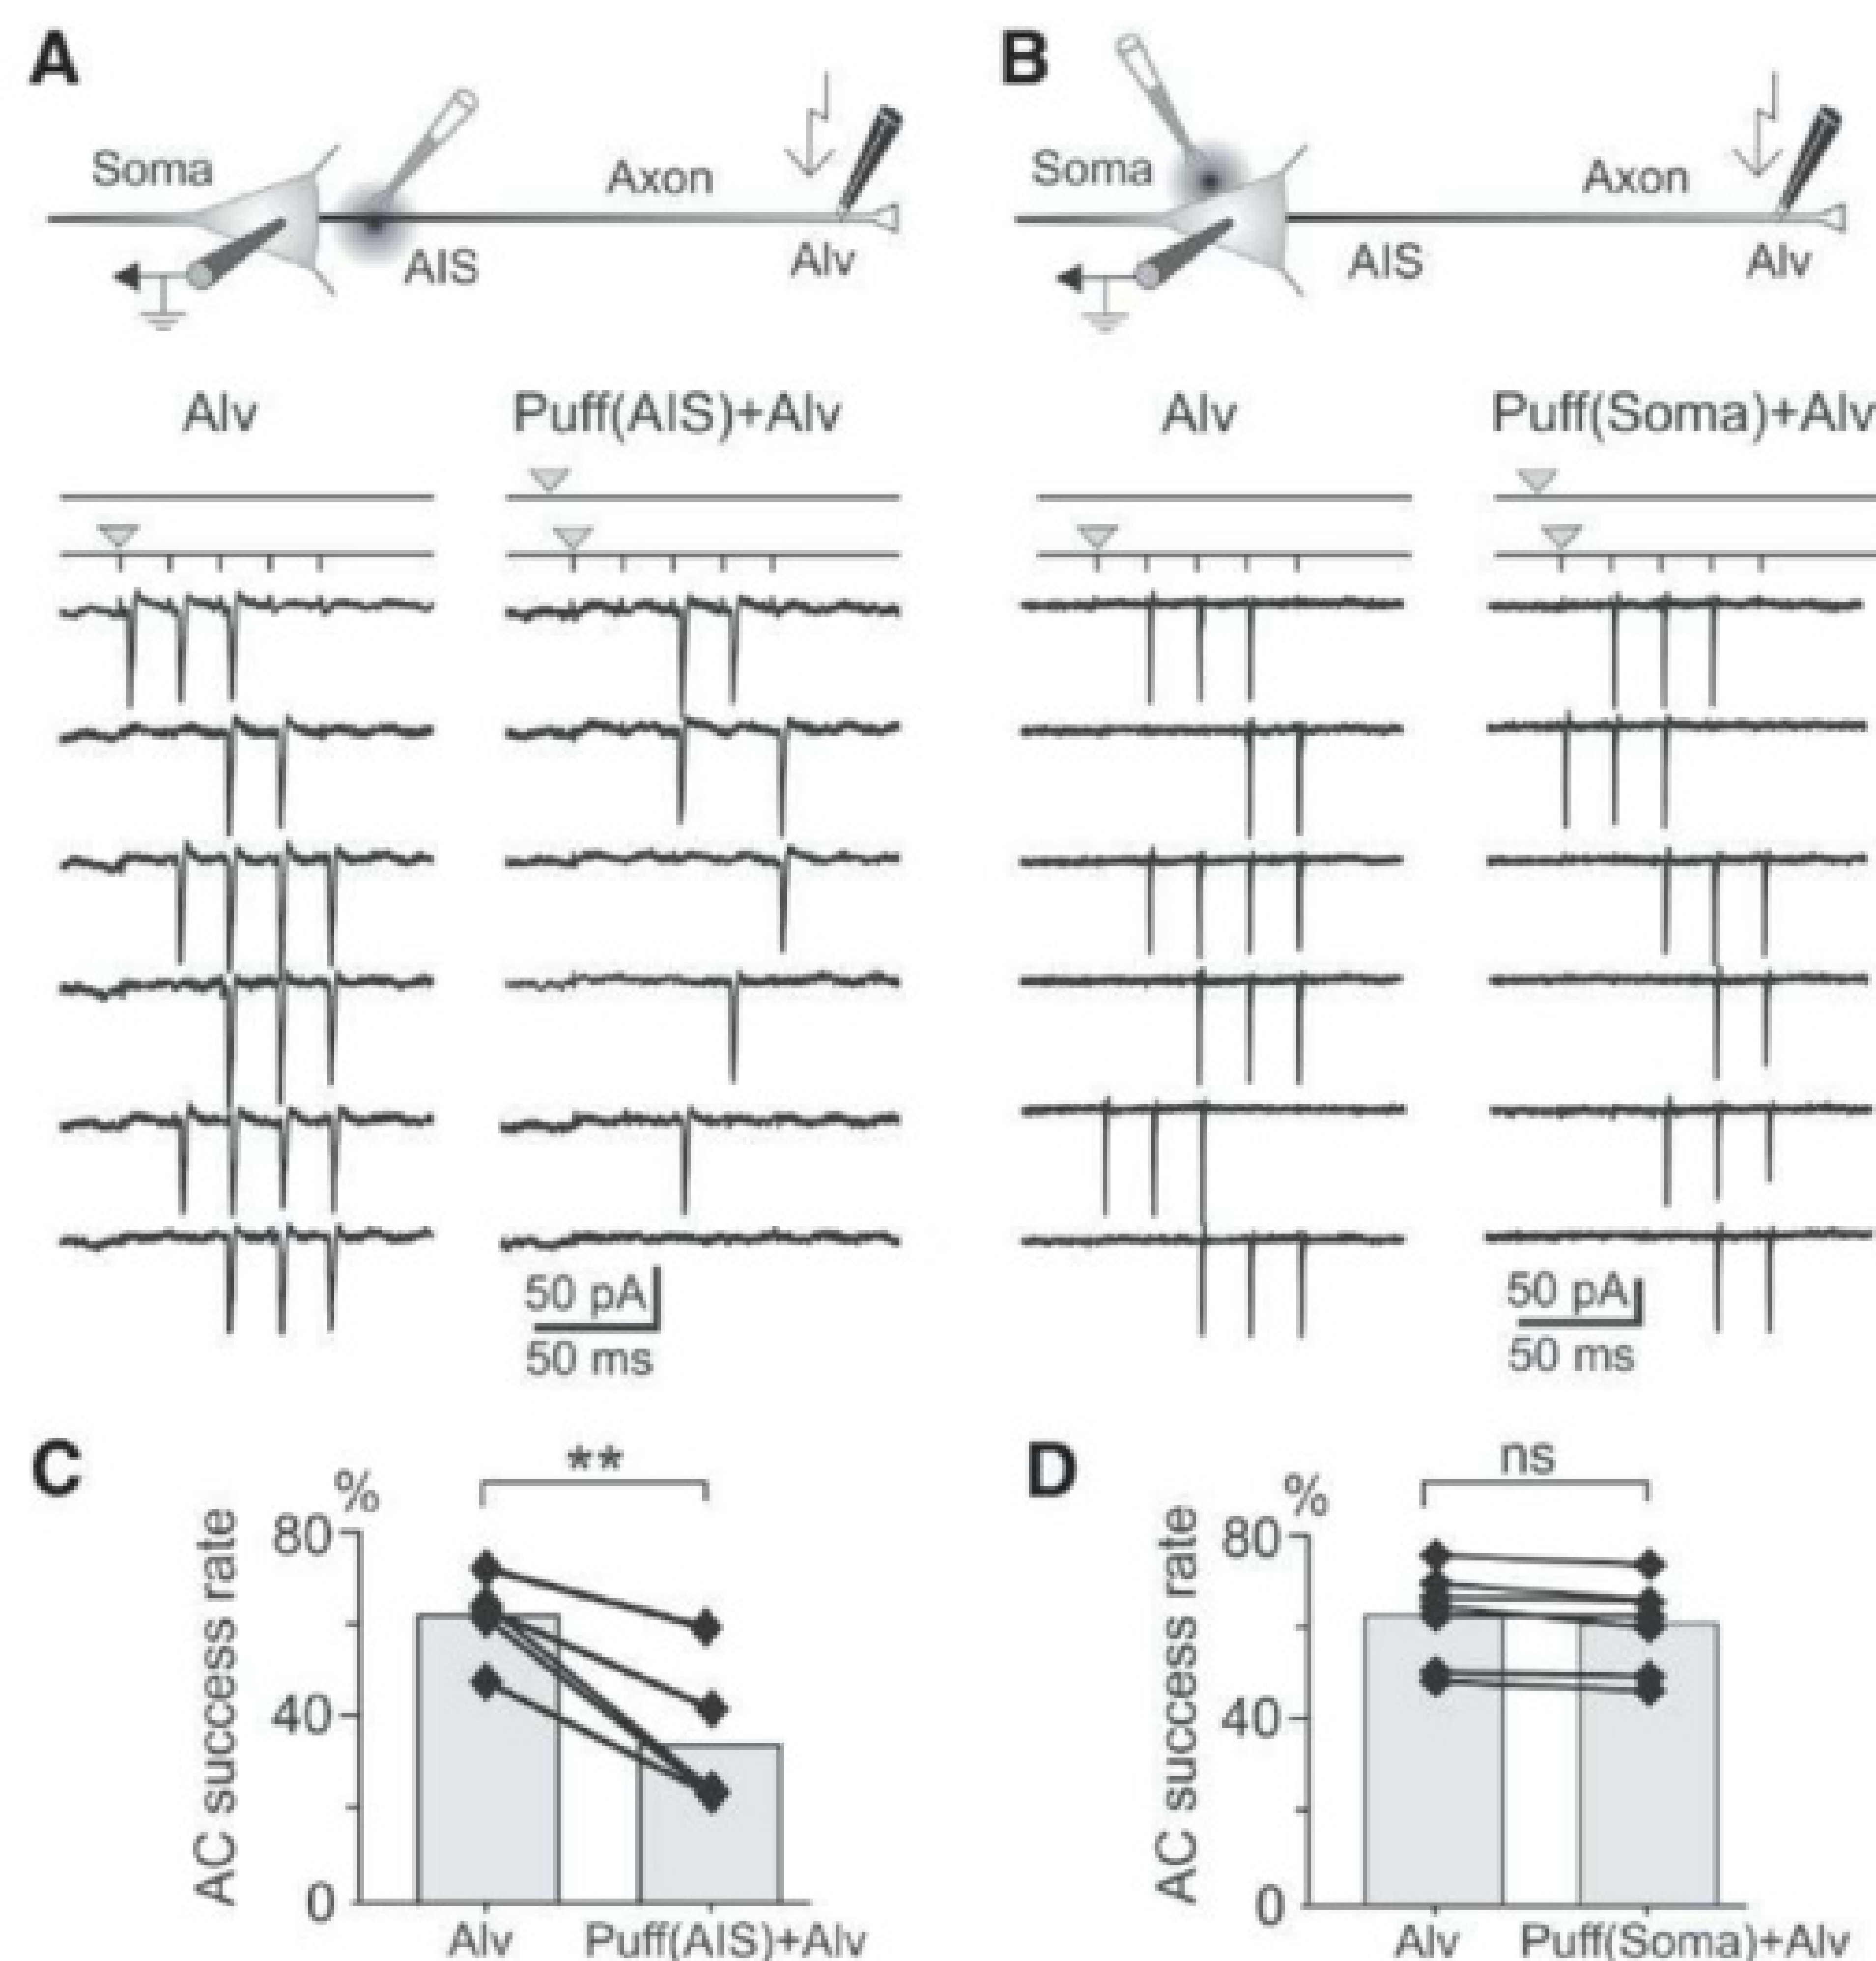 A
Soma
Axon
AIS
Alv
B
Soma
Axon
AIS
Alv
Alv
Puff(AIS)+Alv
Alv
Puff(Soma)+Alv
50 pA
50 ms
50 pA
50 ms
C
**
%
AC success rate
80
40
0
Alv
Puff(AIS)+Alv
D
ns
%
AC success rate
80
40
0
Alv
Puff(Soma)+Alv